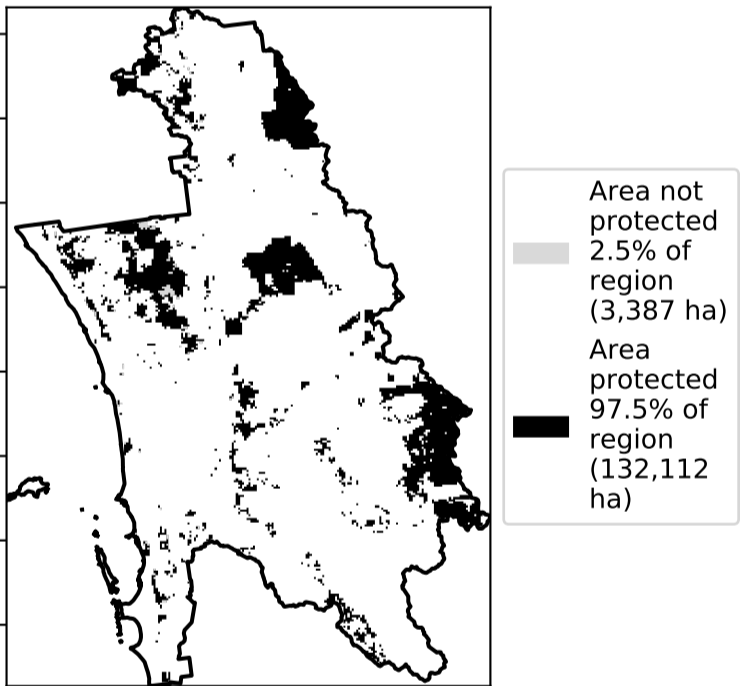 Area not
protected
2.5% of
region
(3,387 ha)
Area
protected
97.5% of
region
(132,112
ha)